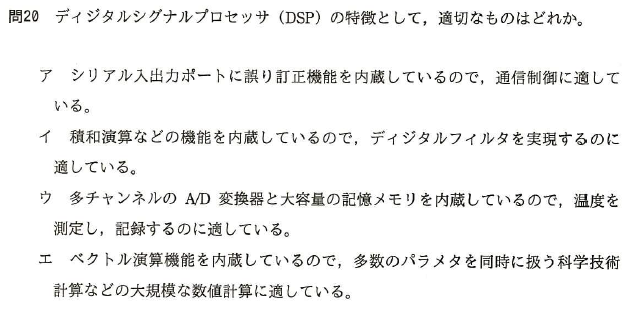 問20 ディジタルシグナルプロセッサ（DSP）の特徴として，適切なものはどれか。
ア シリアル入出力ポートに誤り訂正機能を内蔵しているので，通信制御に適して
いる。
イ 積和演算などの機能を内蔵しているので，ディジタルフィルタを実現するのに
適している。
ウ 多チャンネルの A/D 変換器と大容量の記憶メモリを内蔵しているので，温度を
測定し，記録するのに適している。
エ ベクトル演算機能を内蔵しているので，多数のパラメタを同時に扱う科学技術
計算などの大規模な数値計算に適している。